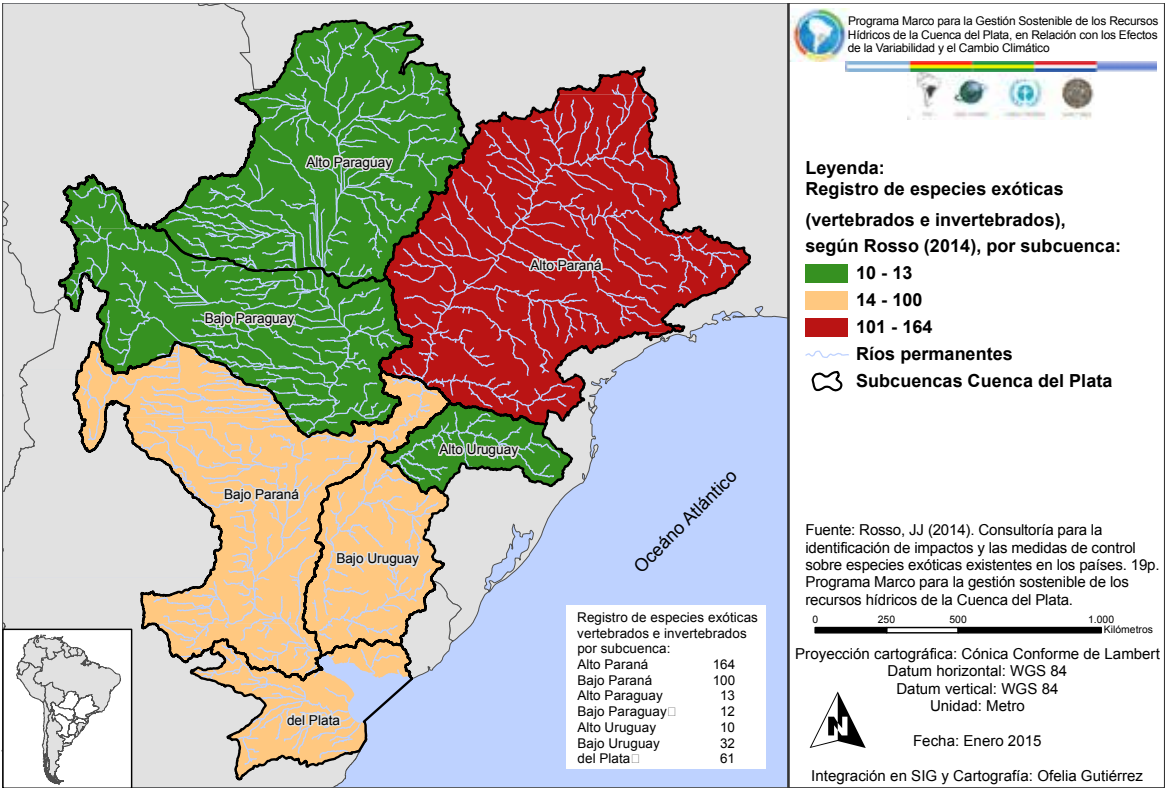 Alto Paraguay
Alto Paraná
Bajo Paraguay
Alto Uruguay
Bajo Paraná
Bajo Uruguay
Océano Atlántico
del Plata
Registro de especies exóticas
vertebrados e invertebrados
por subcuenca:
Alto Paraná 164
Bajo Paraná 100
Alto Paraguay 13
Bajo Paraguay□ 12
Alto Uruguay 10
Bajo Uruguay 32
del Plata□ 61
Programa Marco para la Gestión Sostenible de los Recursos
Hídricos de la Cuenca del Plata, en Relación con los Efectos
de la Variabilidad y el Cambio Climático
Leyenda:
Registro de especies exóticas
(vertebrados e invertebrados),
según Rosso (2014), por subcuenca:
10 - 13
14 - 100
101 - 164
Ríos permanentes
Subcuencas Cuenca del Plata
Fuente: Rosso, JJ (2014). Consultoría para la
identificación de impactos y las medidas de control
sobre especies exóticas existentes en los países. 19p.
Programa Marco para la gestión sostenible de los
recursos hídricos de la Cuenca del Plata.
0 250 500 1.000
Kilómetros
Proyección cartográfica: Cónica Conforme de Lambert
Datum horizontal: WGS 84
Datum vertical: WGS 84
Unidad: Metro
N
Fecha: Enero 2015
Integración en SIG y Cartografía: Ofelia Gutiérrez